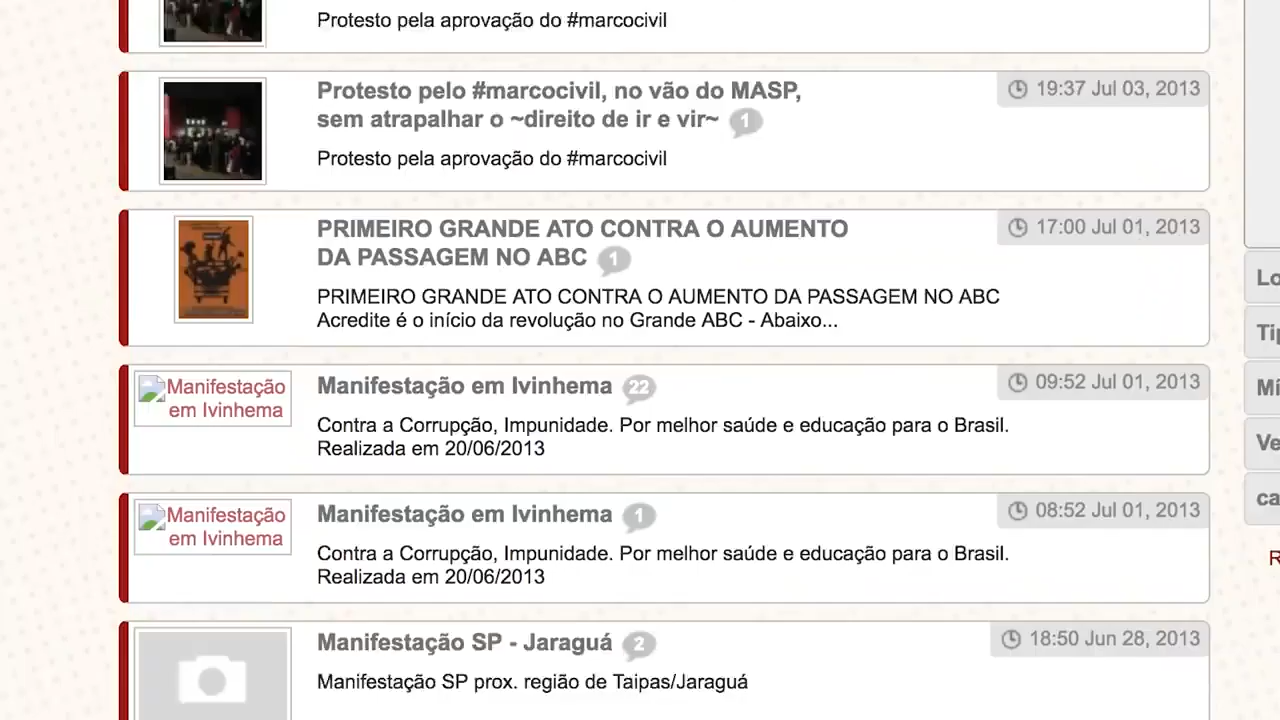 Protesto pela aprovação do #marcocivil
Protesto pelo #marcocivil, no vão do MASP,
sem atrapalhar o ~direito de ir e vir~ 1
19:37 Jul 03, 2013
Protesto pela aprovação do #marcocivil
PRIMEIRO GRANDE ATO CONTRA O AUMENTO
DA PASSAGEM NO ABC 1
17:00 Jul 01, 2013
PRIMEIRO GRANDE ATO CONTRA O AUMENTO DA PASSAGEM NO ABC
Acredite é o início da revolução no Grande ABC - Abaixo...
Manifestação
em Ivinhema
Manifestação em Ivinhema 22
09:52 Jul 01, 2013
Contra a Corrupção, Impunidade. Por melhor saúde e educação para o Brasil.
Realizada em 20/06/2013
Manifestação
em Ivinhema
Manifestação em Ivinhema 1
08:52 Jul 01, 2013
Contra a Corrupção, Impunidade. Por melhor saúde e educação para o Brasil.
Realizada em 20/06/2013
Manifestação SP - Jaraguá 2
18:50 Jun 28, 2013
Manifestação SP prox. região de Taipas/Jaraguá
Lo
Tip
Mí
Ve
ca
R